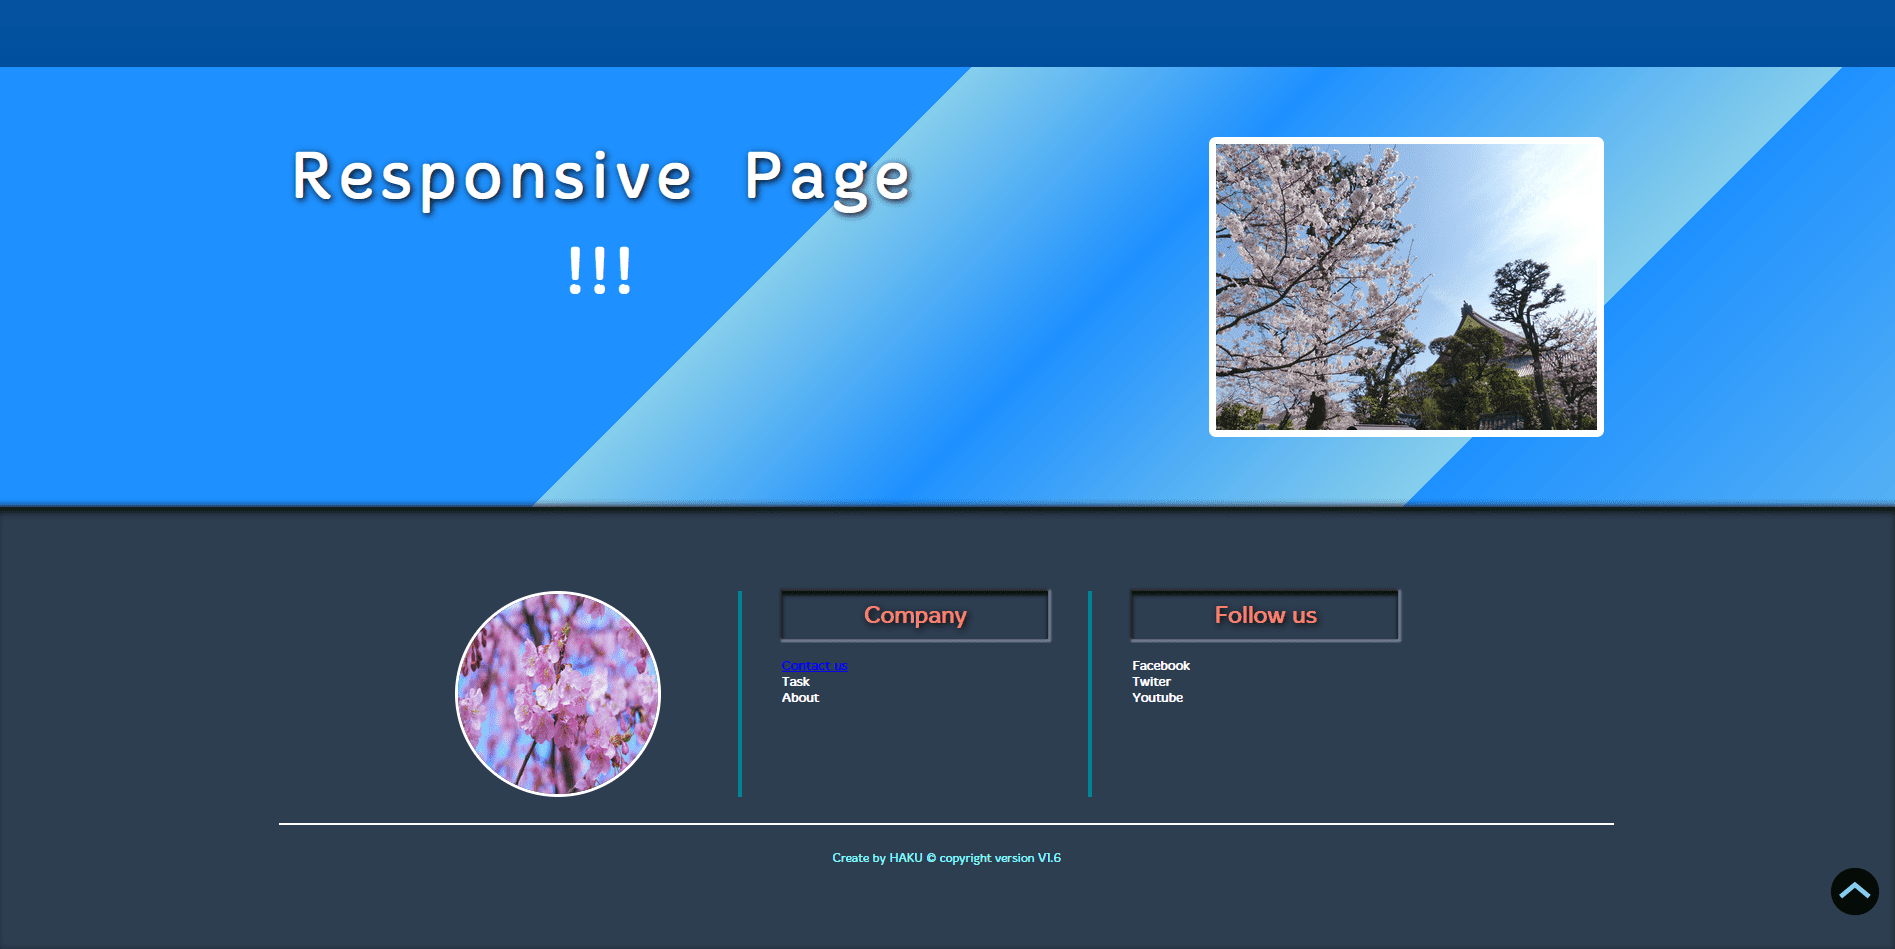 Responsive Page
!!!
Company
Contact us
Task
About
Follow us
Facebook
Twiter
Youtube
Create by HAKU © copyright version V1.6